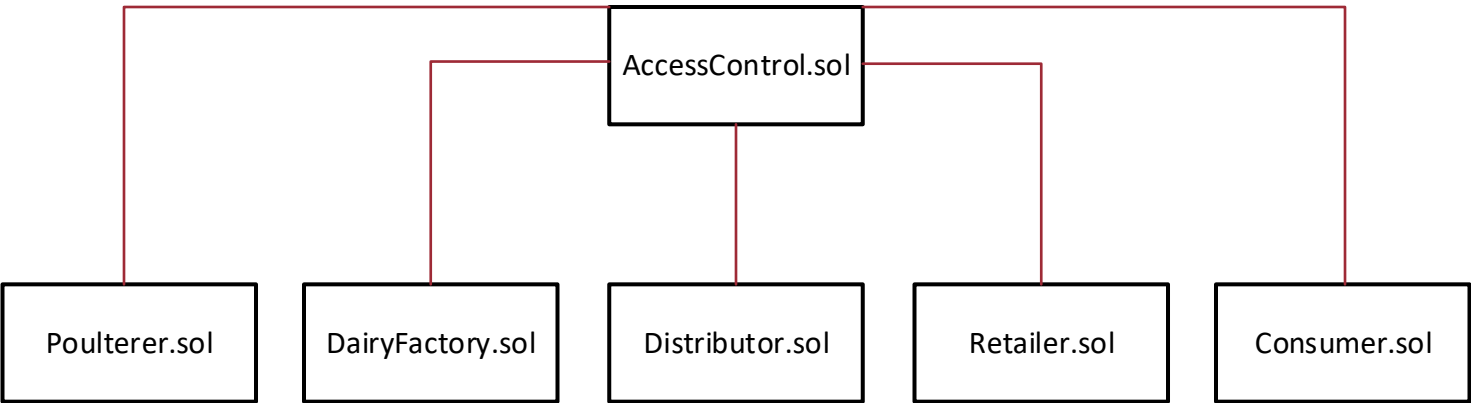 AccessControl.sol
Poulterer.sol
DairyFactory.sol
Distributor.sol
Retailer.sol
Consumer.sol